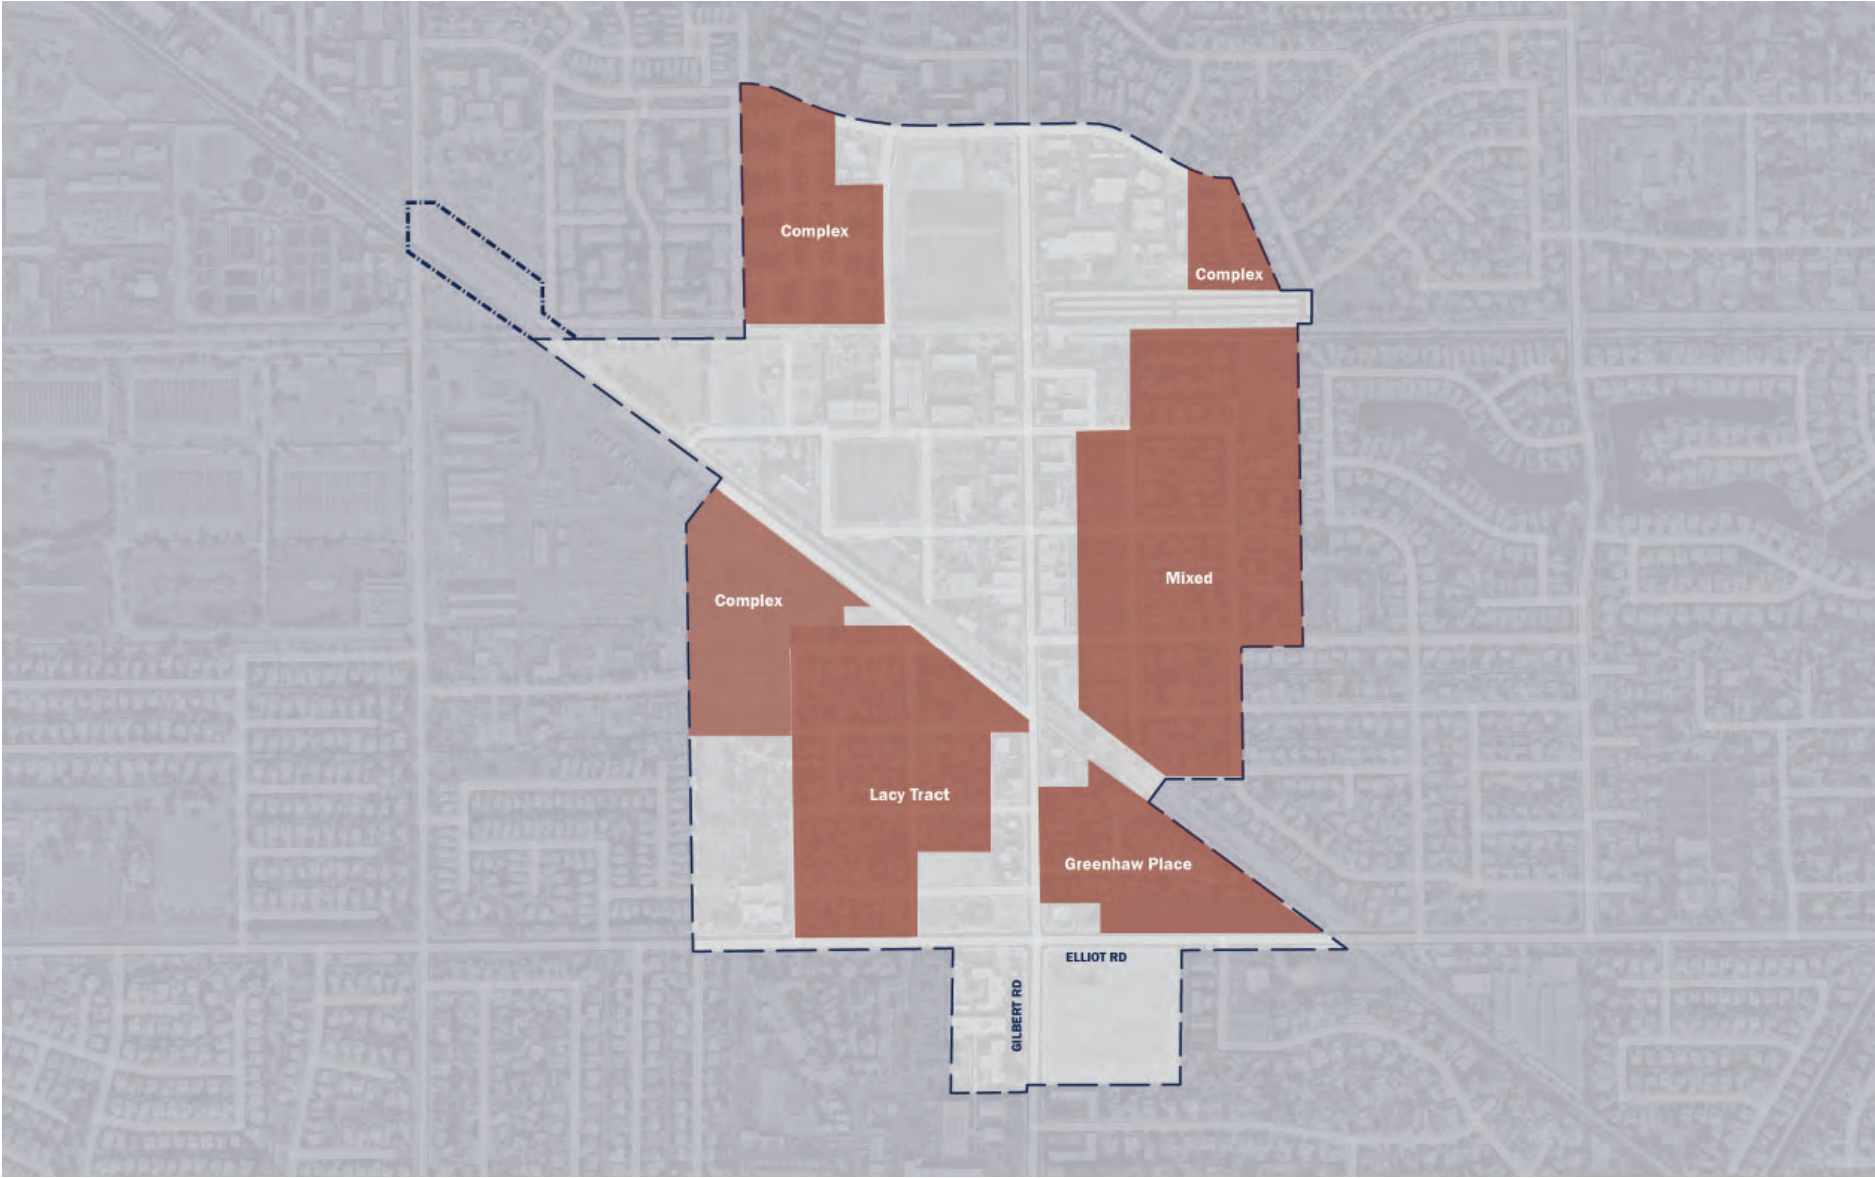 Complex
Complex
Mixed
Complex
Lacy Tract
Greenhaw Place
ELLIOT RD
GILBERT RD